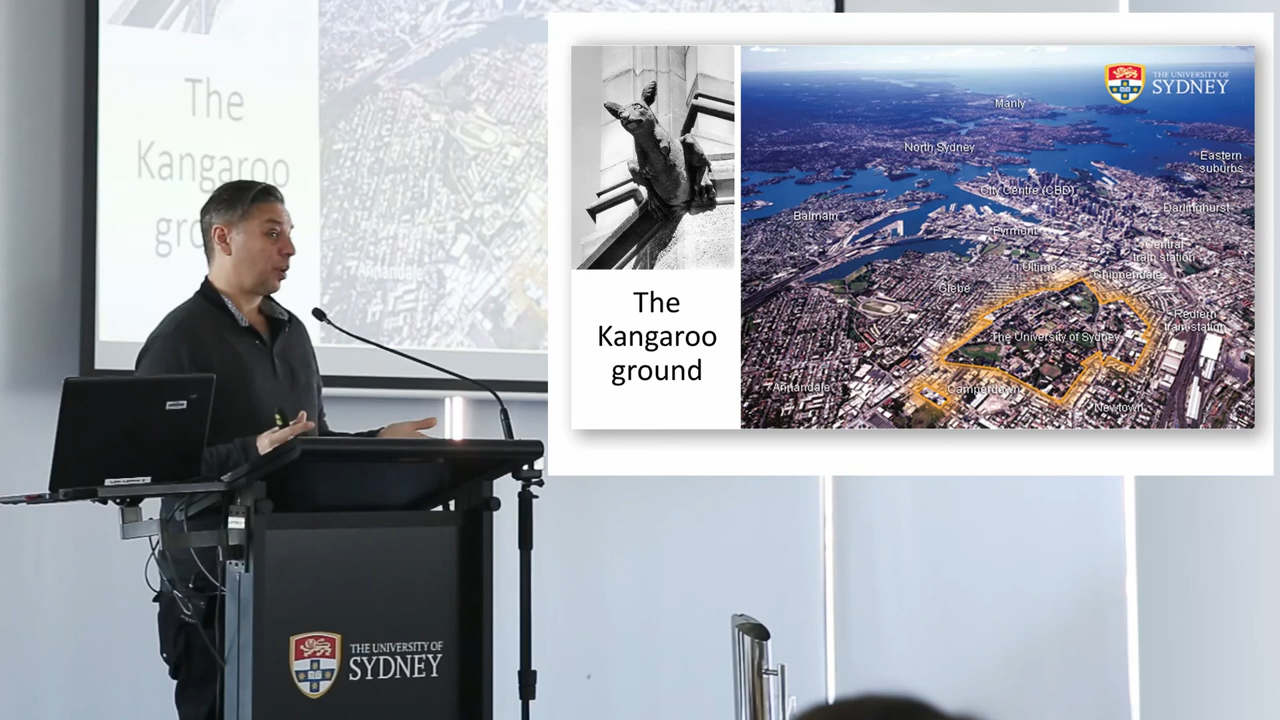 The
Kangaroo
gro
Annandale
THE UNIVERSITY OF
SYDNEY
Manly
North Sydney
Eastern
suburbs
City Centre (CBD)
Darlinghurst
Balmain
Pyrmont
Central
train station
Ultimo
Chippendale
Glebe
Redfern
train station
The University of Sydney
Annandale
Camperdown
Newtown
The
Kangaroo
ground
THE UNIVERSITY OF
SYDNEY